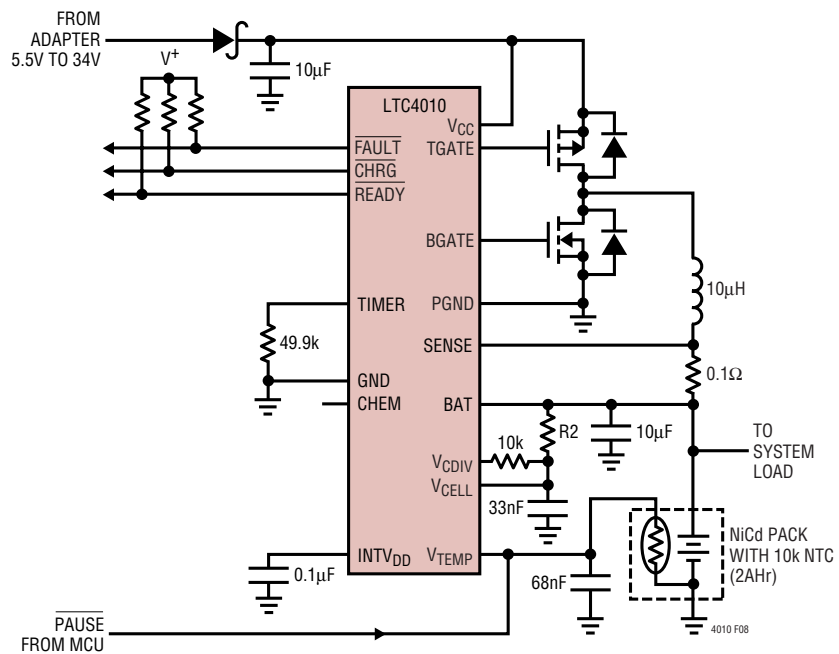 FROM
ADAPTER
5.5V TO 34V
V+
10μF
LTC4010
VCC
FAULT
TGATE
CHRG
READY
BGATE
10μH
TIMER
PGND
49.9k
SENSE
0.1Ω
GND
CHEM
BAT
R2
10μF
TO
SYSTEM
LOAD
10k
VCDIV
VCELL
33nF
NiCd PACK
WITH 10k NTC
(2AHr)
INTVDD
VTEMP
0.1μF
68nF
4010 F08
PAUSE
FROM MCU